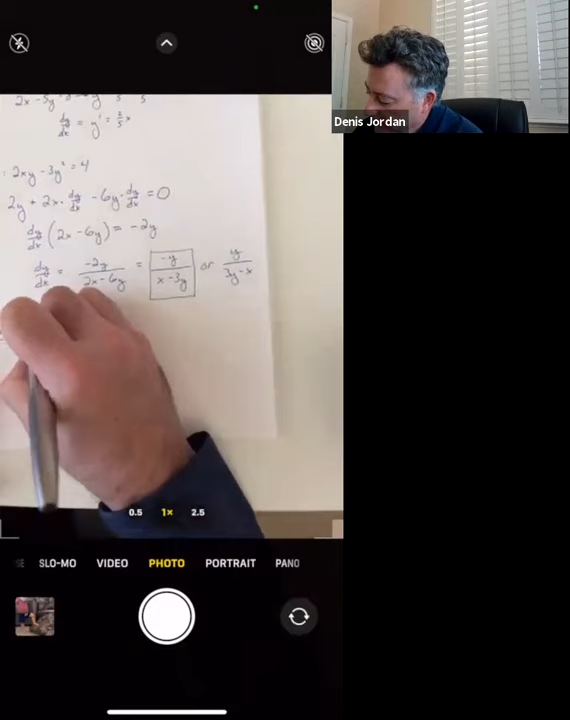 Denis Jordan
dy/dx = y' = 2/5 x
2xy - 3y² = 4
2y + 2x · dy/dx - 6y · dy/dx = 0
dy/dx (2x - 6y) = -2y
dy/dx = -2y/2x-6y = -y/x-3y or y/3y-x
0.5 1× 2.5
SLO-MO VIDEO PHOTO PORTRAIT PANO